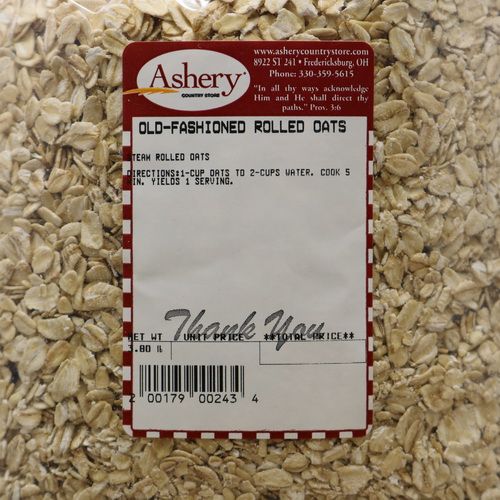 Ashery
COUNTRY STORE
www.asherycountrystore.com
8922 ST 241 • Fredericksburg, OH
Phone: 330-359-5615
"In all thy ways acknowledge
Him and He shall direct thy
paths." Prov. 3:6
OLD-FASHIONED ROLLED OATS
TEAM ROLLED OATS
DIRECTIONS:1-CUP OATS TO 2-CUPS WATER. COOK 5
IN. YIELDS 1 SERVING.
Thank You
NET WT UNIT PRICE **TOTAL PRICE**
3.80 lb
2 00179 00243 4